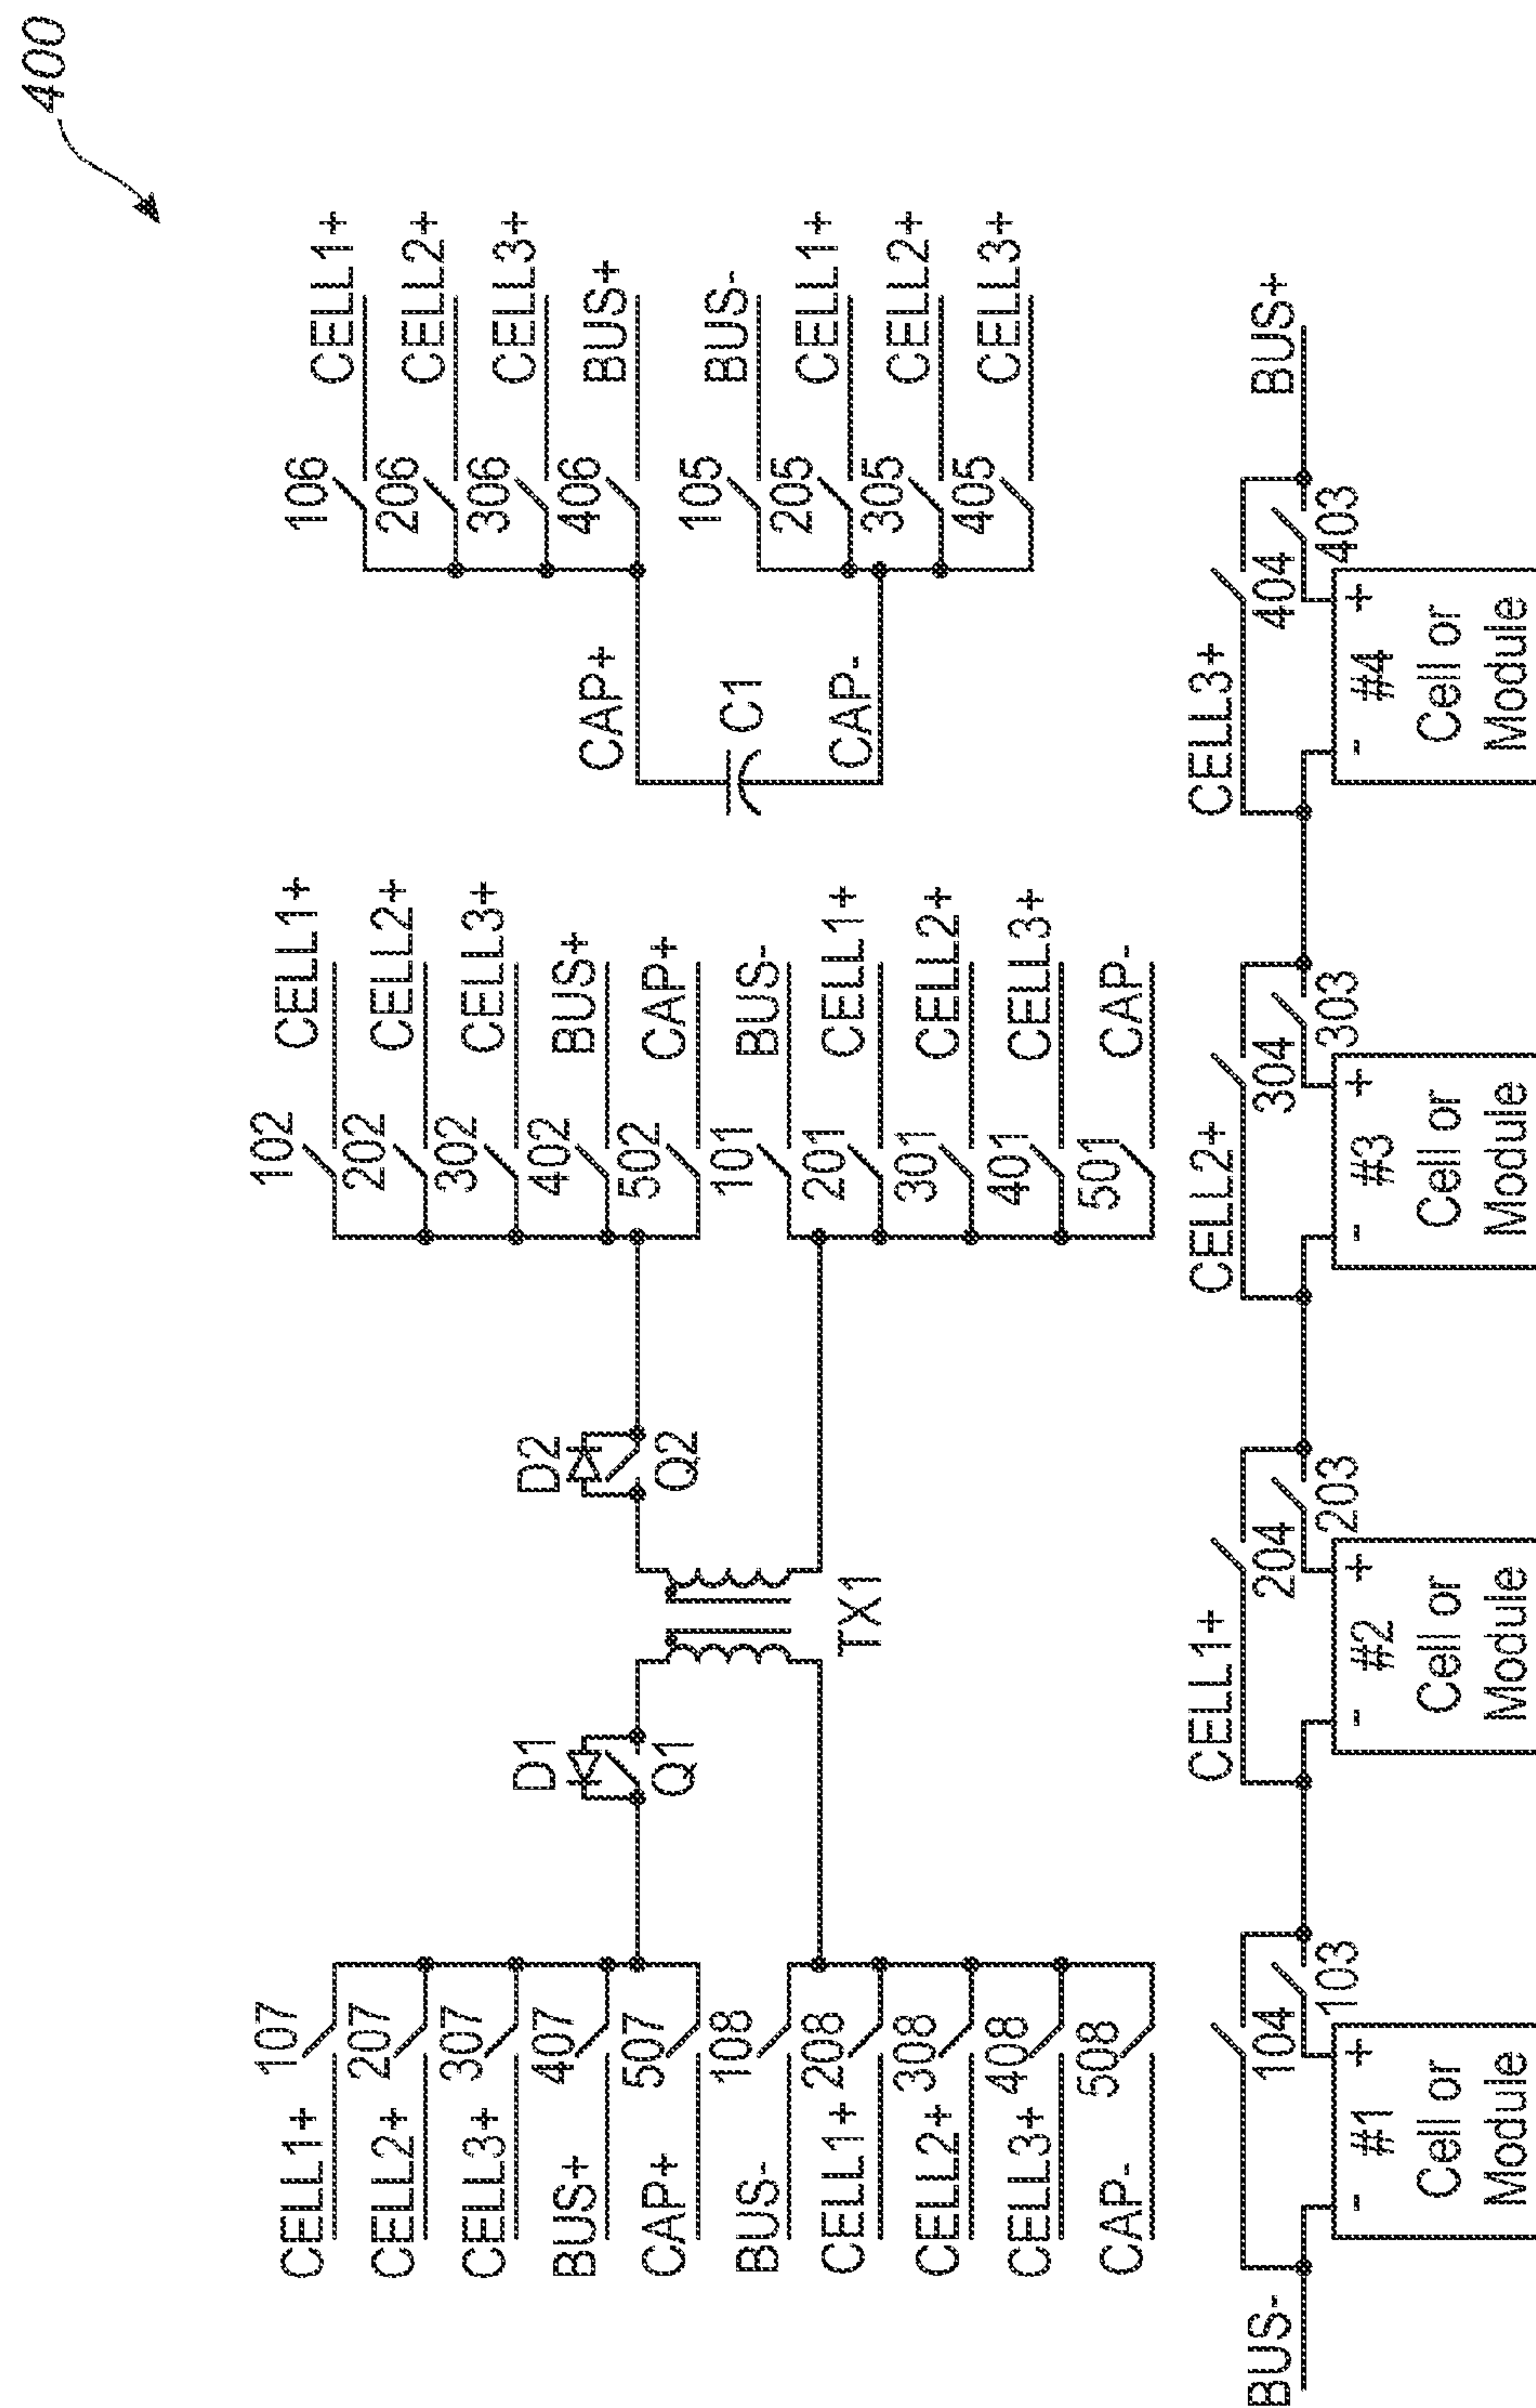 400
CELL1+
107
CELL2+
207
CELL3+
307
BUS+
407
CAP+
507
BUS-
108
CELL1+
208
CELL2+
308
CELL3+
408
CAP-
508
D1
Q1
TX1
D2
Q2
102
CELL1+
202
CELL2+
302
CELL3+
402
BUS+
502
CAP+
101
BUS-
201
CELL1+
301
CELL2+
401
CELL3+
501
CAP-
CAP+
C1
CAP-
106
CELL1+
206
CELL2+
306
CELL3+
406
BUS+
105
BUS-
205
CELL1+
305
CELL2+
405
CELL3+
BUS-
104
103
- #1 +
Cell or
Module
CELL1+
204
203
- #2 +
Cell or
Module
CELL2+
304
303
- #3 +
Cell or
Module
CELL3+
404
403
- #4 +
Cell or
Module
BUS+